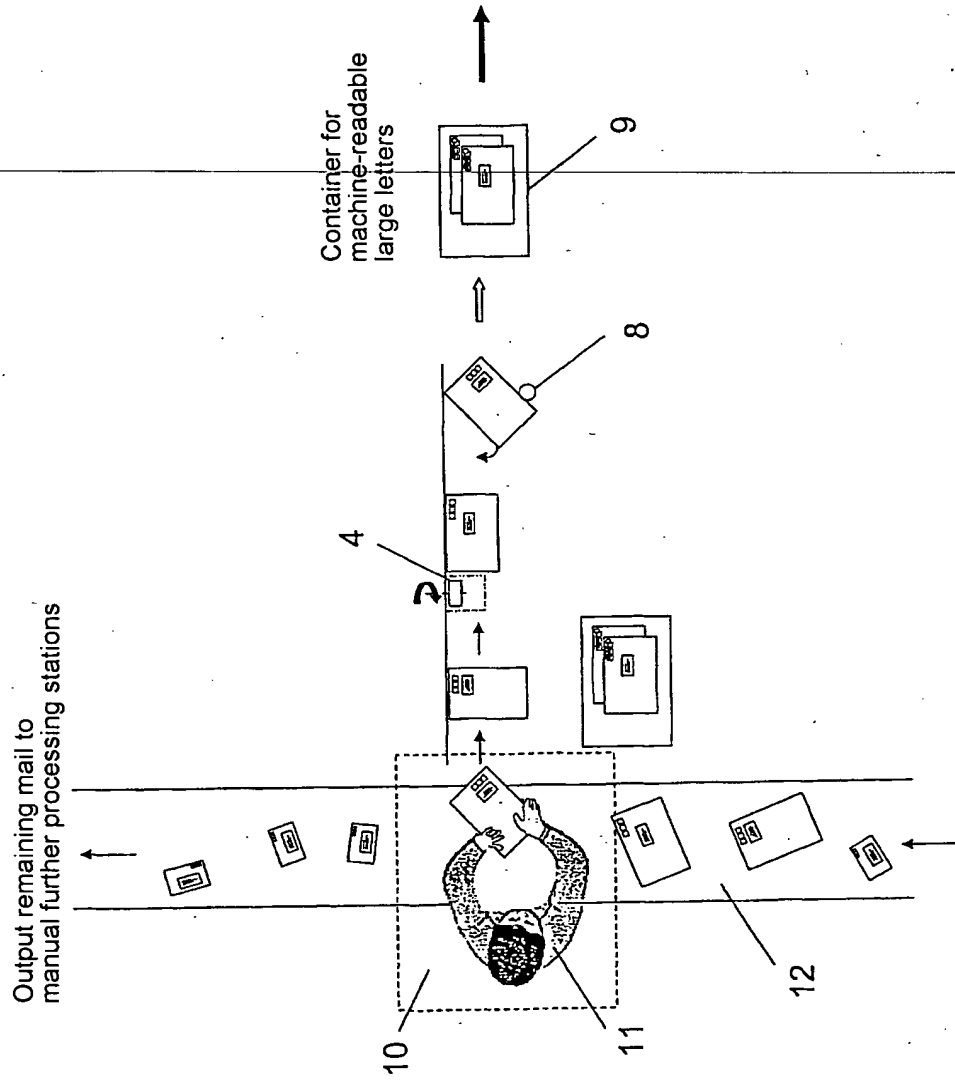 Output remaining mail to
manual further processing stations
Container for
machine-readable
large letters
4
8
9
10
11
12